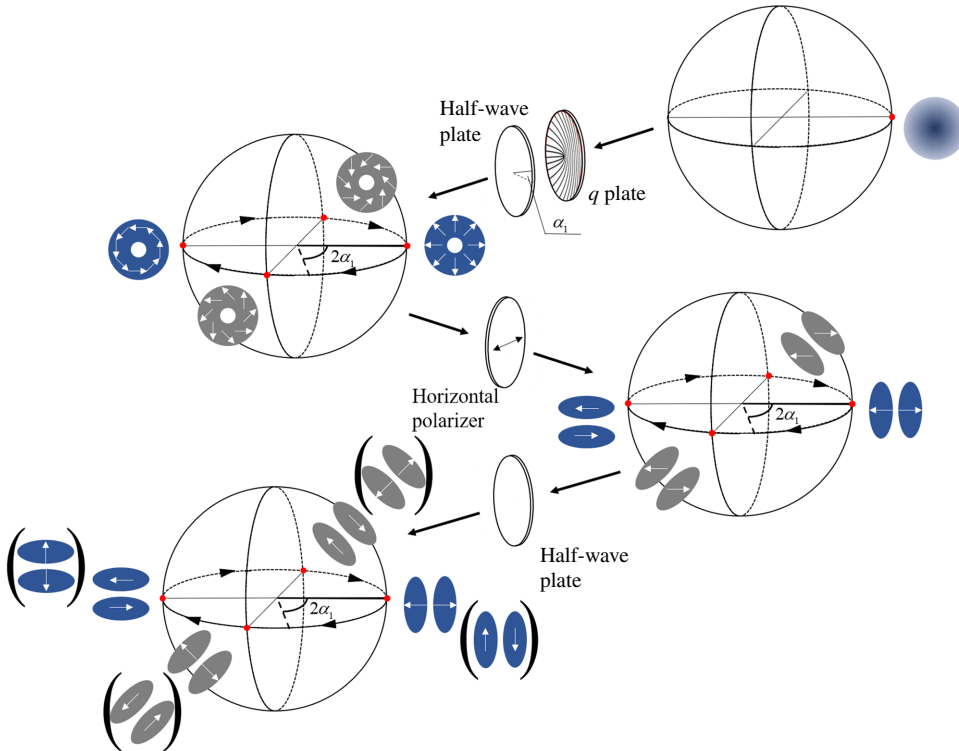 Half-wave
plate
q plate
α₁
2α₁
Horizontal
polarizer
2α₁
Half-wave
plate
2α₁